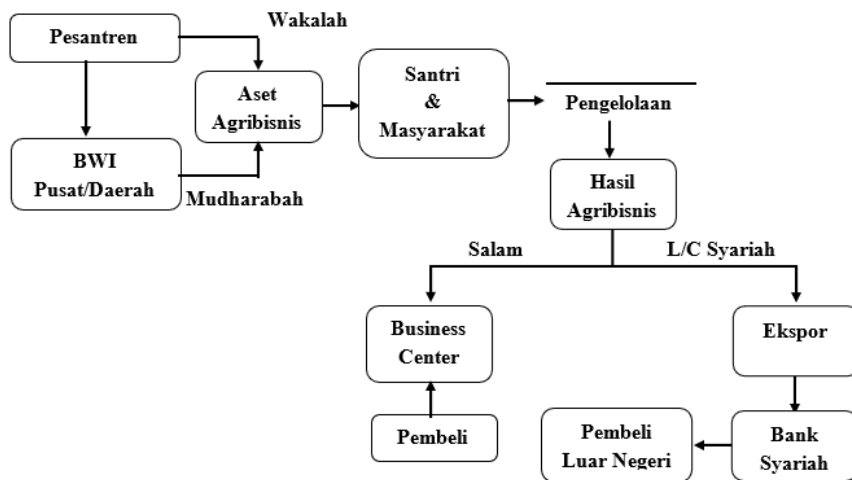 Wakalah
Pesantren
Aset
Agribisnis
Santri
&
Masyarakat
Pengelolaan
BWI
Pusat/Daerah
Mudharabah
Hasil
Agribisnis
Salam
L/C Syariah
Business
Center
Ekspor
Pembeli
Pembeli
Luar Negeri
Bank
Syariah